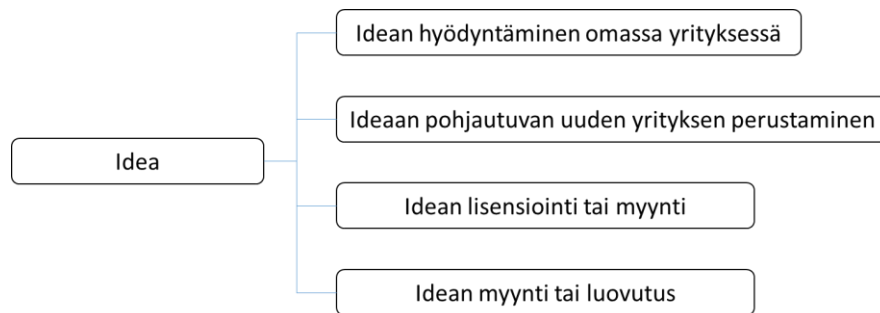 Idean hyödyntäminen omassa yrityksessä
Ideaan pohjautuvan uuden yrityksen perustaminen
Idea
Idean lisensiointi tai myynti
Idean myynti tai luovutus